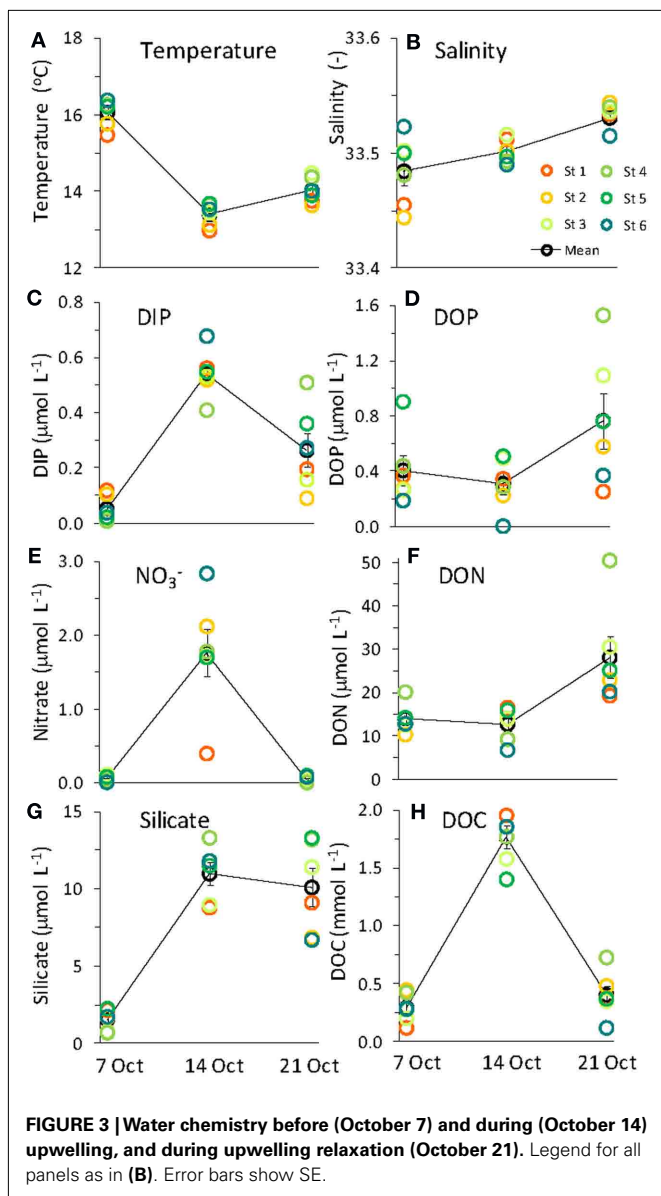 A
Temperature
Temperature (ºC)
18
16
14
12
B
Salinity
Salinity (-)
33.6
33.5
33.4
St 1
St 4
St 2
St 5
St 3
St 6
Mean
C
DIP
DIP (µmol L-1)
0.8
0.6
0.4
0.2
0.0
D
DOP
DOP (µmol L-1)
1.6
1.2
0.8
0.4
0.0
E
NO3-
Nitrate (µmol L-1)
3.0
2.0
1.0
0.0
F
DON
DON (µmol L-1)
50
40
30
20
10
0
G
Silicate
Silicate (µmol L-1)
15
10
5
0
7 Oct 14 Oct 21 Oct
H
DOC
DOC (mmol L-1)
2.0
1.5
1.0
0.5
0.0
7 Oct 14 Oct 21 Oct
FIGURE 3 | Water chemistry before (October 7) and during (October 14)
upwelling, and during upwelling relaxation (October 21). Legend for all
panels as in (B). Error bars show SE.